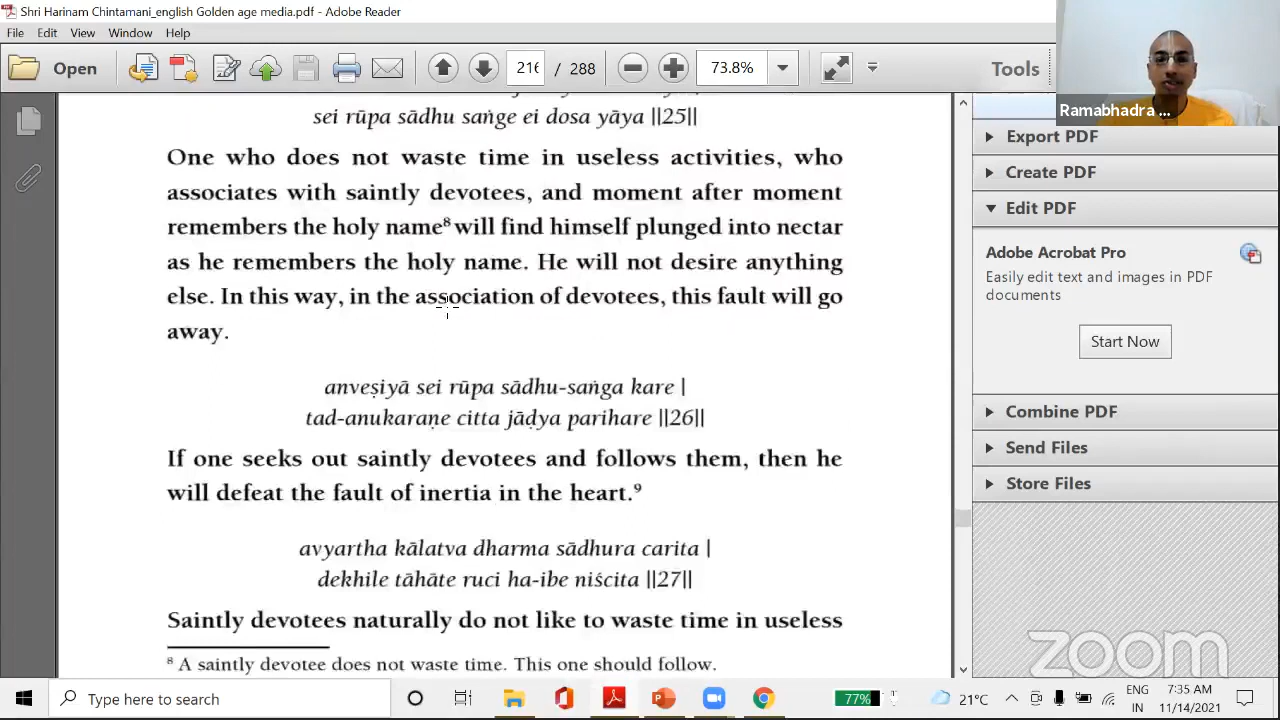 Shri Harinam Chintamani_english Golden age media.pdf - Adobe Reader
File Edit View Window Help
Open 216 / 288 73.8% Tools
Ramabhadra ...
sei rūpa sādhu saṅge ei dosa yāya ||25||
One who does not waste time in useless activities, who
associates with saintly devotees, and moment after moment
remembers the holy name⁸ will find himself plunged into nectar
as he remembers the holy name. He will not desire anything
else. In this way, in the association of devotees, this fault will go
away.
anveṣiyā sei rūpa sādhu-saṅga kare |
tad-anukaraṇe citta jāḍya parihare ||26||
If one seeks out saintly devotees and follows them, then he
will defeat the fault of inertia in the heart.⁹
avyartha kālatva dharma sādhura carita |
dekhile tāhāte ruci ha-ibe niścita ||27||
Saintly devotees naturally do not like to waste time in useless
⁸ A saintly devotee does not waste time. This one should follow.
Export PDF
Create PDF
Edit PDF
Adobe Acrobat Pro
Easily edit text and images in PDF
documents
Start Now
Combine PDF
Send Files
Store Files
zoom
Type here to search
77%
21°C
ENG
IN
7:35 AM
11/14/2021